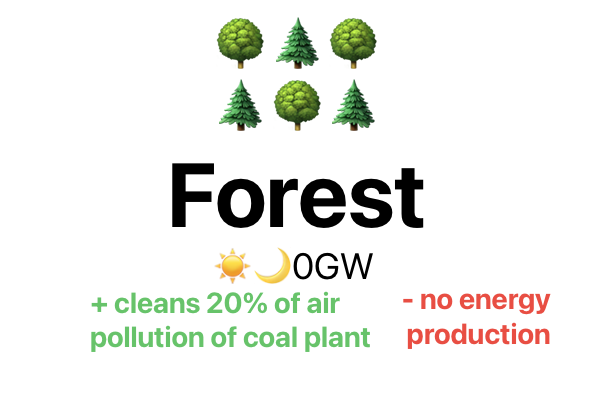 Forest
☀️🌙0GW
+ cleans 20% of air
pollution of coal plant
- no energy
production